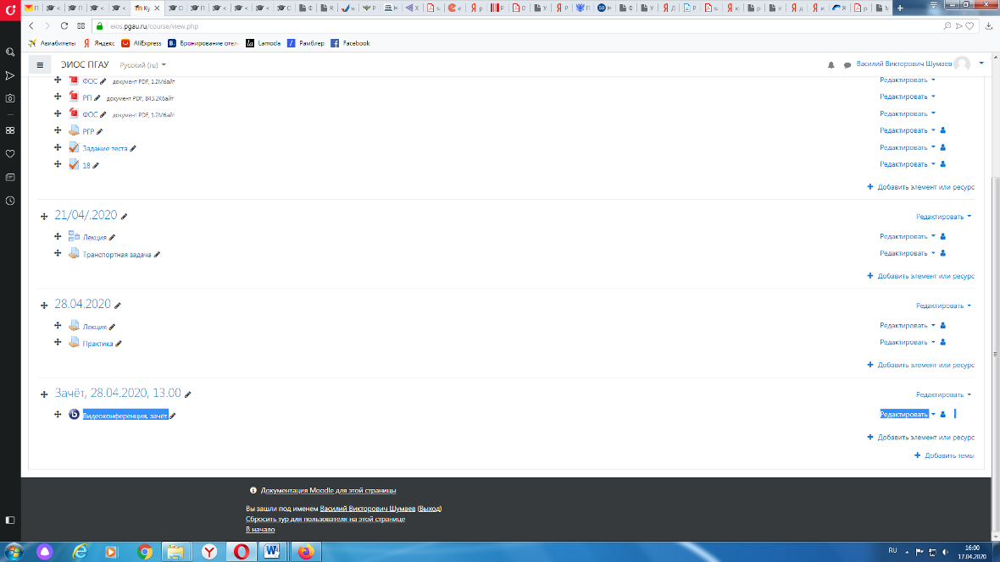 Ку
eios.pgau.ru/course/view.php
Авиабилеты Яндекс AliExpress Бронирование отеле Lamoda Рамблер Facebook
ЭИОС ПГАУ Русский (ru) Василий Викторович Шумаев
ФОС документ PDF, 1.2Мбайт Редактировать
РП документ PDF, 843.2Кбайт Редактировать
ФОС документ PDF, 1.2Мбайт Редактировать
РГР Редактировать
Задание теста Редактировать
18 Редактировать
Добавить элемент или ресурс
21/04/.2020 Редактировать
Лекция Редактировать
Транспортная задача Редактировать
Добавить элемент или ресурс
28.04.2020 Редактировать
Лекция Редактировать
Практика Редактировать
Добавить элемент или ресурс
Зачёт, 28.04.2020, 13.00 Редактировать
Видеоконференция, зачёт Редактировать
Добавить элемент или ресурс
Добавить темы
Документация Moodle для этой страницы
Вы зашли под именем Василий Викторович Шумаев (Выход)
Сбросить тур для пользователя на этой странице
В начало
RU 16:00
17.04.2020